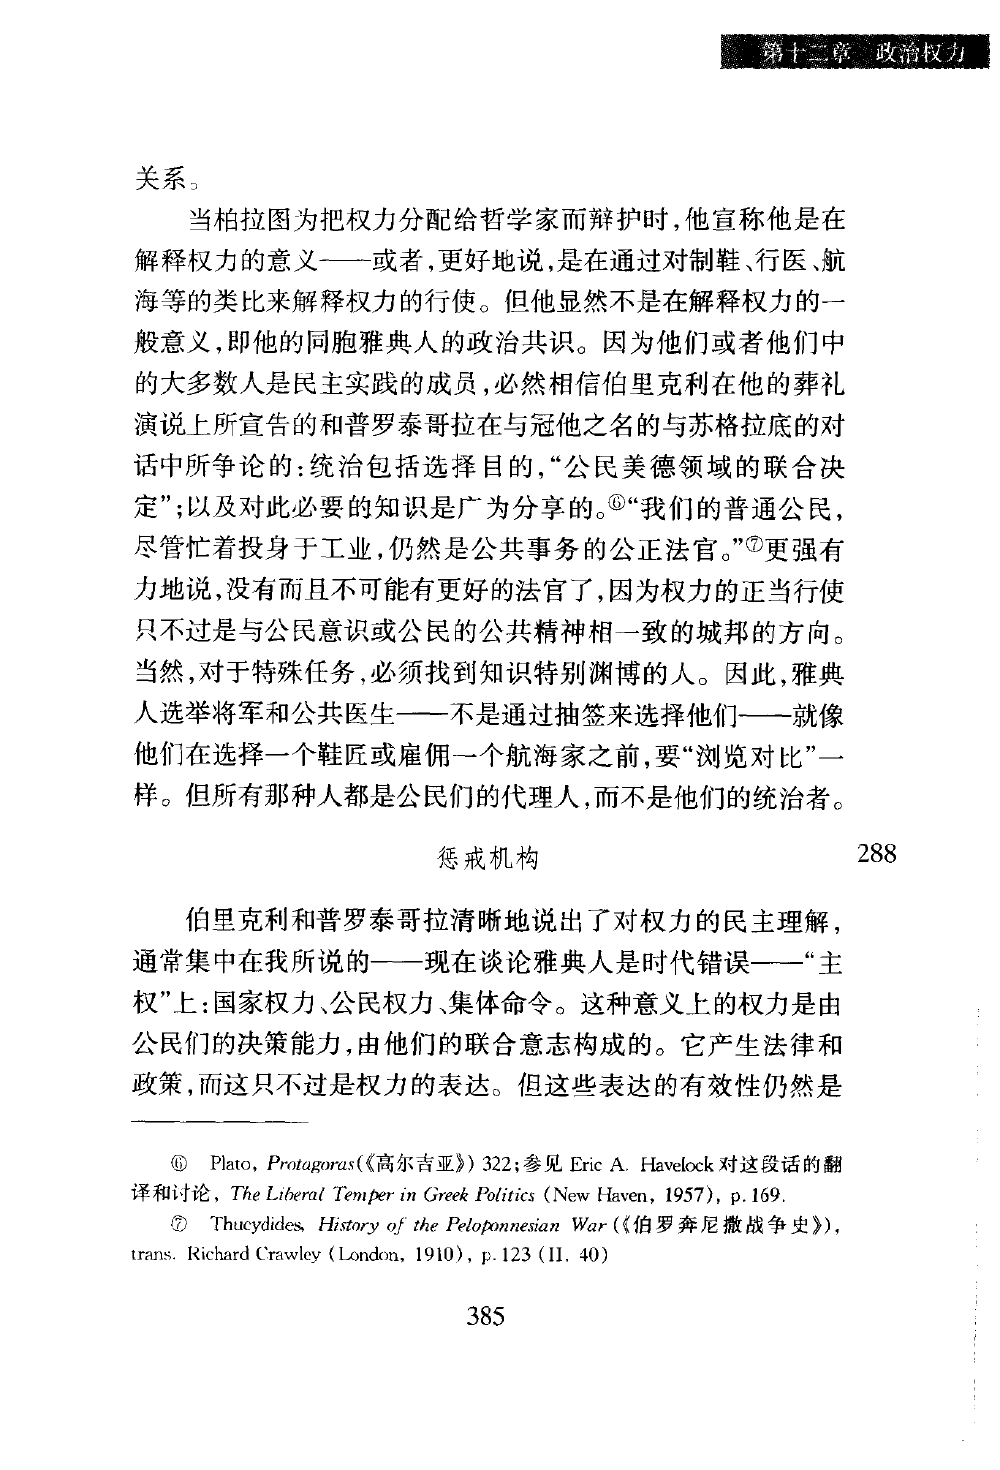 第十二章 政治权力
关系。
当柏拉图为把权力分配给哲学家而辩护时,他宣称他是在
解释权力的意义——或者,更好地说,是在通过对制鞋、行医、航
海等的类比来解释权力的行使。但他显然不是在解释权力的一
般意义,即他的同胞雅典人的政治共识。因为他们或者他们中
的大多数人是民主实践的成员,必然相信伯里克利在他的葬礼
演说上所宣告的和普罗泰哥拉在与冠他之名的与苏格拉底的对
话中所争论的:统治包括选择目的,“公民美德领域的联合决
定”;以及对此必要的知识是广为分享的。⑥“我们的普通公民,
尽管忙着投身于工业,仍然是公共事务的公正法官。”⑦更强有
力地说,没有而且不可能有更好的法官了,因为权力的正当行使
只不过是与公民意识或公民的公共精神相一致的城邦的方向。
当然,对于特殊任务,必须找到知识特别渊博的人。因此,雅典
人选举将军和公共医生——不是通过抽签来选择他们——就像
他们在选择一个鞋匠或雇佣一个航海家之前,要“浏览对比”一
样。但所有那种人都是公民们的代理人,而不是他们的统治者。
惩戒机构
288
伯里克利和普罗泰哥拉清晰地说出了对权力的民主理解,
通常集中在我所说的——现在谈论雅典人是时代错误——“主
权”上:国家权力、公民权力、集体命令。这种意义上的权力是由
公民们的决策能力,由他们的联合意志构成的。它产生法律和
政策,而这只不过是权力的表达。但这些表达的有效性仍然是
⑥ Plato, Protagoras(《高尔吉亚》) 322;参见 Eric A. Havelock 对这段话的翻
译和讨论, The Liberal Temper in Greek Politics (New Haven, 1957), p.169.
⑦ Thucydides, History of the Peloponnesian War (《伯罗奔尼撒战争史》),
trans. Richard Crawley (London, 1910), p.123 (II. 40)
385